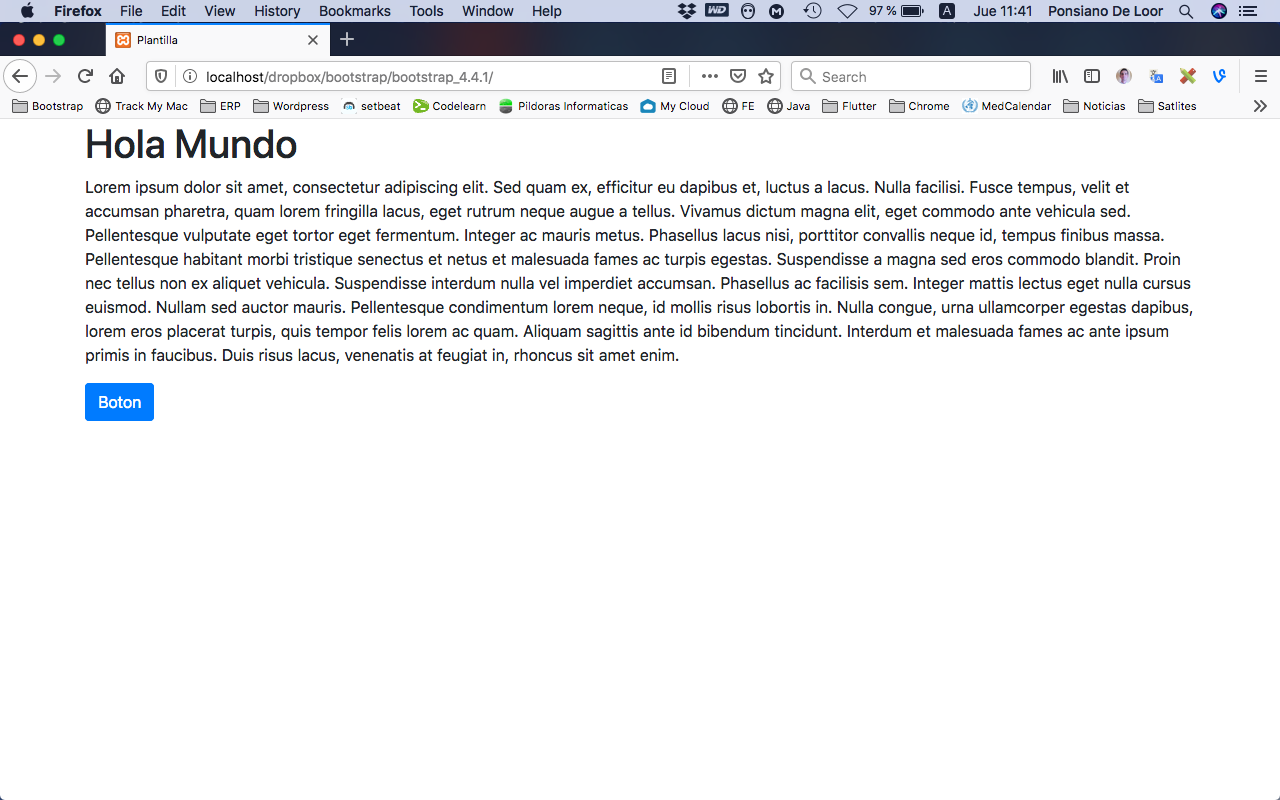 Firefox File Edit View History Bookmarks Tools Window Help WD 97 % A Jue 11:41 Ponsiano De Loor
Plantilla
localhost/dropbox/bootstrap/bootstrap_4.4.1/ Search
Bootstrap Track My Mac ERP Wordpress setbeat Codelearn Pildoras Informaticas My Cloud FE Java Flutter Chrome MedCalendar Noticias Satlites
Hola Mundo
Lorem ipsum dolor sit amet, consectetur adipiscing elit. Sed quam ex, efficitur eu dapibus et, luctus a lacus. Nulla facilisi. Fusce tempus, velit et
accumsan pharetra, quam lorem fringilla lacus, eget rutrum neque augue a tellus. Vivamus dictum magna elit, eget commodo ante vehicula sed.
Pellentesque vulputate eget tortor eget fermentum. Integer ac mauris metus. Phasellus lacus nisi, porttitor convallis neque id, tempus finibus massa.
Pellentesque habitant morbi tristique senectus et netus et malesuada fames ac turpis egestas. Suspendisse a magna sed eros commodo blandit. Proin
nec tellus non ex aliquet vehicula. Suspendisse interdum nulla vel imperdiet accumsan. Phasellus ac facilisis sem. Integer mattis lectus eget nulla cursus
euismod. Nullam sed auctor mauris. Pellentesque condimentum lorem neque, id mollis risus lobortis in. Nulla congue, urna ullamcorper egestas dapibus,
lorem eros placerat turpis, quis tempor felis lorem ac quam. Aliquam sagittis ante id bibendum tincidunt. Interdum et malesuada fames ac ante ipsum
primis in faucibus. Duis risus lacus, venenatis at feugiat in, rhoncus sit amet enim.
Boton